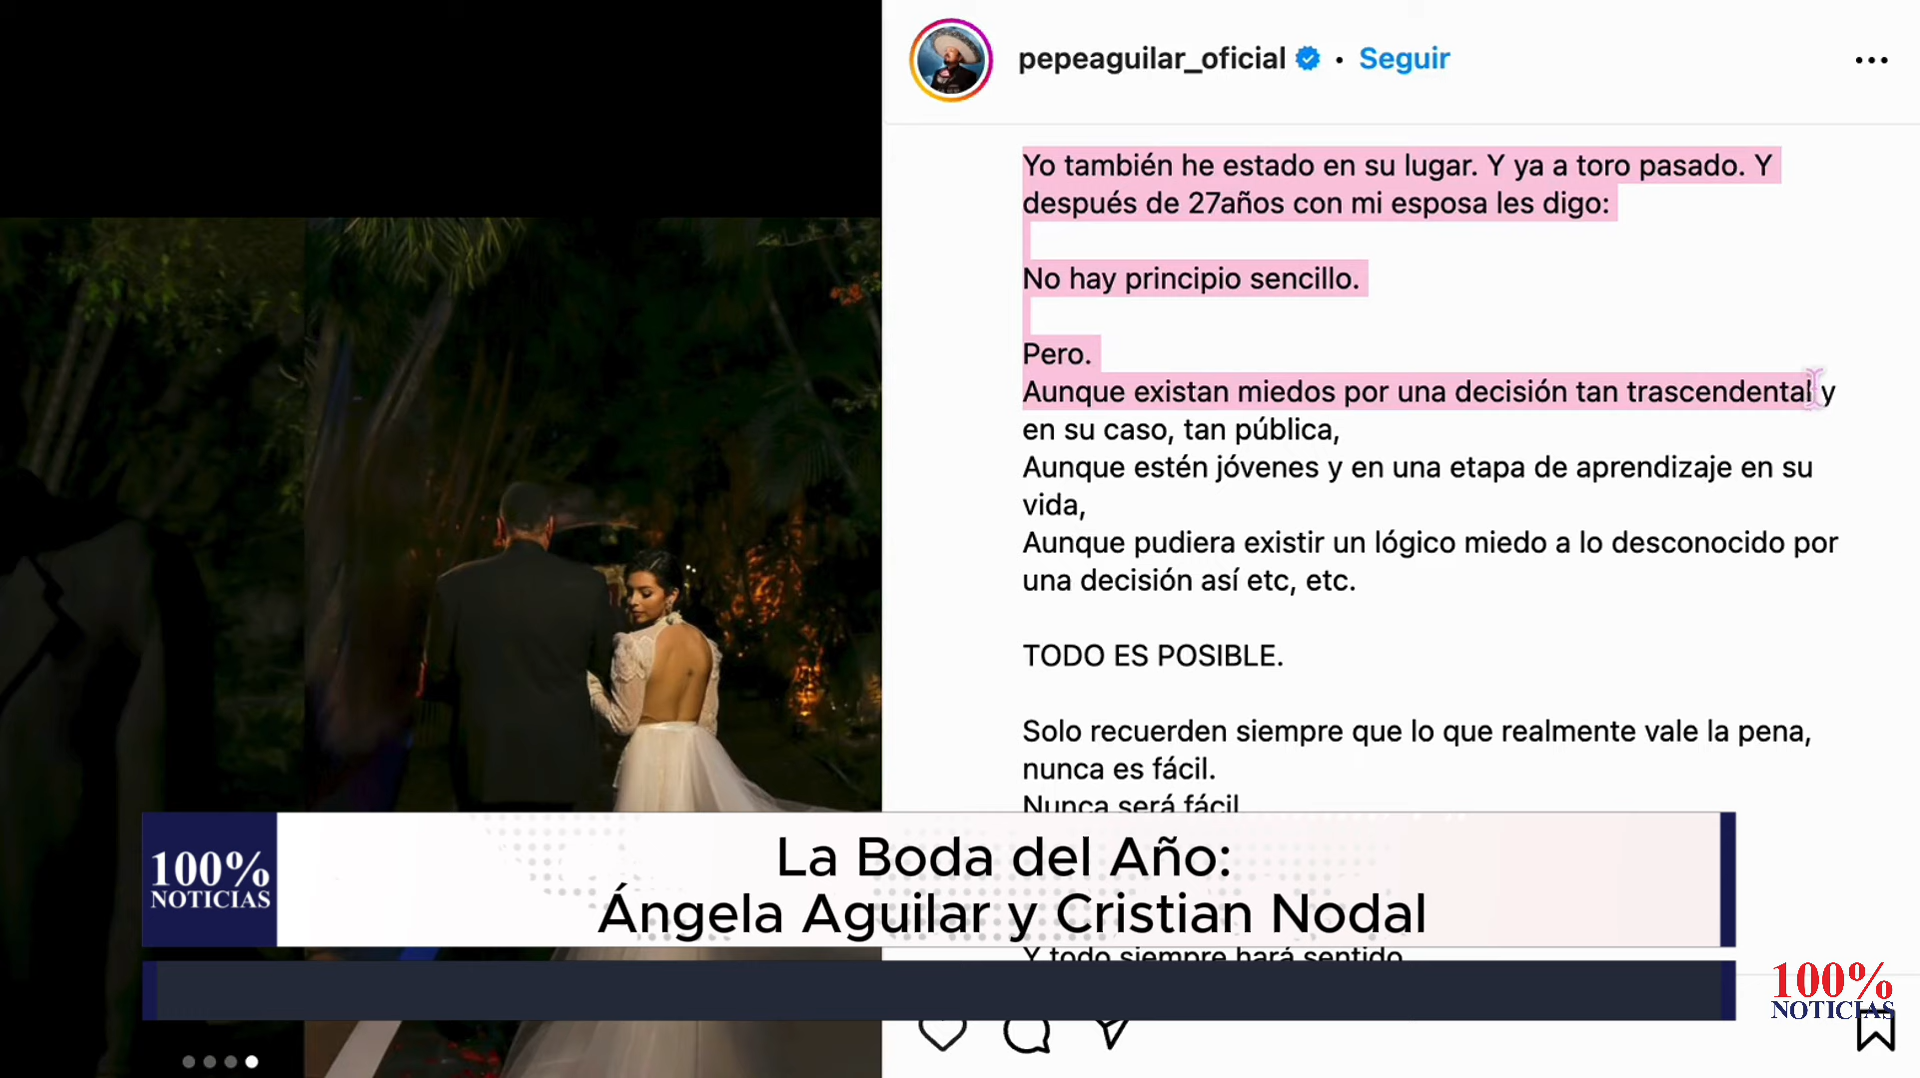 pepeaguilar_oficial • Seguir
Yo también he estado en su lugar. Y ya a toro pasado. Y
después de 27años con mi esposa les digo:
No hay principio sencillo.
Pero.
Aunque existan miedos por una decisión tan trascendental y
en su caso, tan pública,
Aunque estén jóvenes y en una etapa de aprendizaje en su
vida,
Aunque pudiera existir un lógico miedo a lo desconocido por
una decisión así etc, etc.
TODO ES POSIBLE.
Solo recuerden siempre que lo que realmente vale la pena,
nunca es fácil.
Nunca será fácil
100%
NOTICIAS
La Boda del Año:
Ángela Aguilar y Cristian Nodal
Y todo siempre hará sentido
100%
NOTICIAS